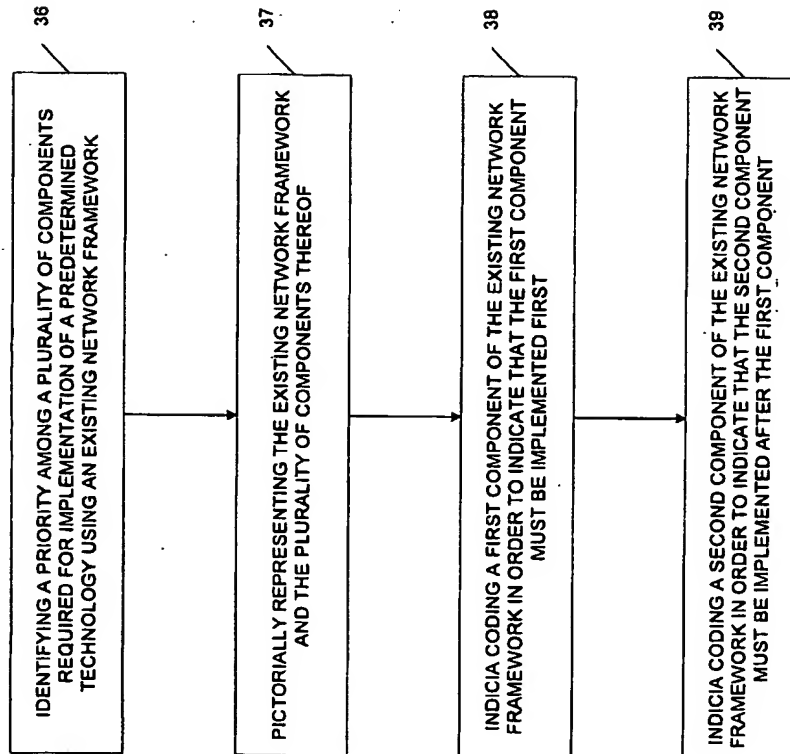 36
IDENTIFYING A PRIORITY AMONG A PLURALITY OF COMPONENTS
REQUIRED FOR IMPLEMENTATION OF A PREDETERMINED
TECHNOLOGY USING AN EXISTING NETWORK FRAMEWORK
37
PICTORIALLY REPRESENTING THE EXISTING NETWORK FRAMEWORK
AND THE PLURALITY OF COMPONENTS THEREOF
38
INDICIA CODING A FIRST COMPONENT OF THE EXISTING NETWORK
FRAMEWORK IN ORDER TO INDICATE THAT THE FIRST COMPONENT
MUST BE IMPLEMENTED FIRST
39
INDICIA CODING A SECOND COMPONENT OF THE EXISTING NETWORK
FRAMEWORK IN ORDER TO INDICATE THAT THE SECOND COMPONENT
MUST BE IMPLEMENTED AFTER THE FIRST COMPONENT